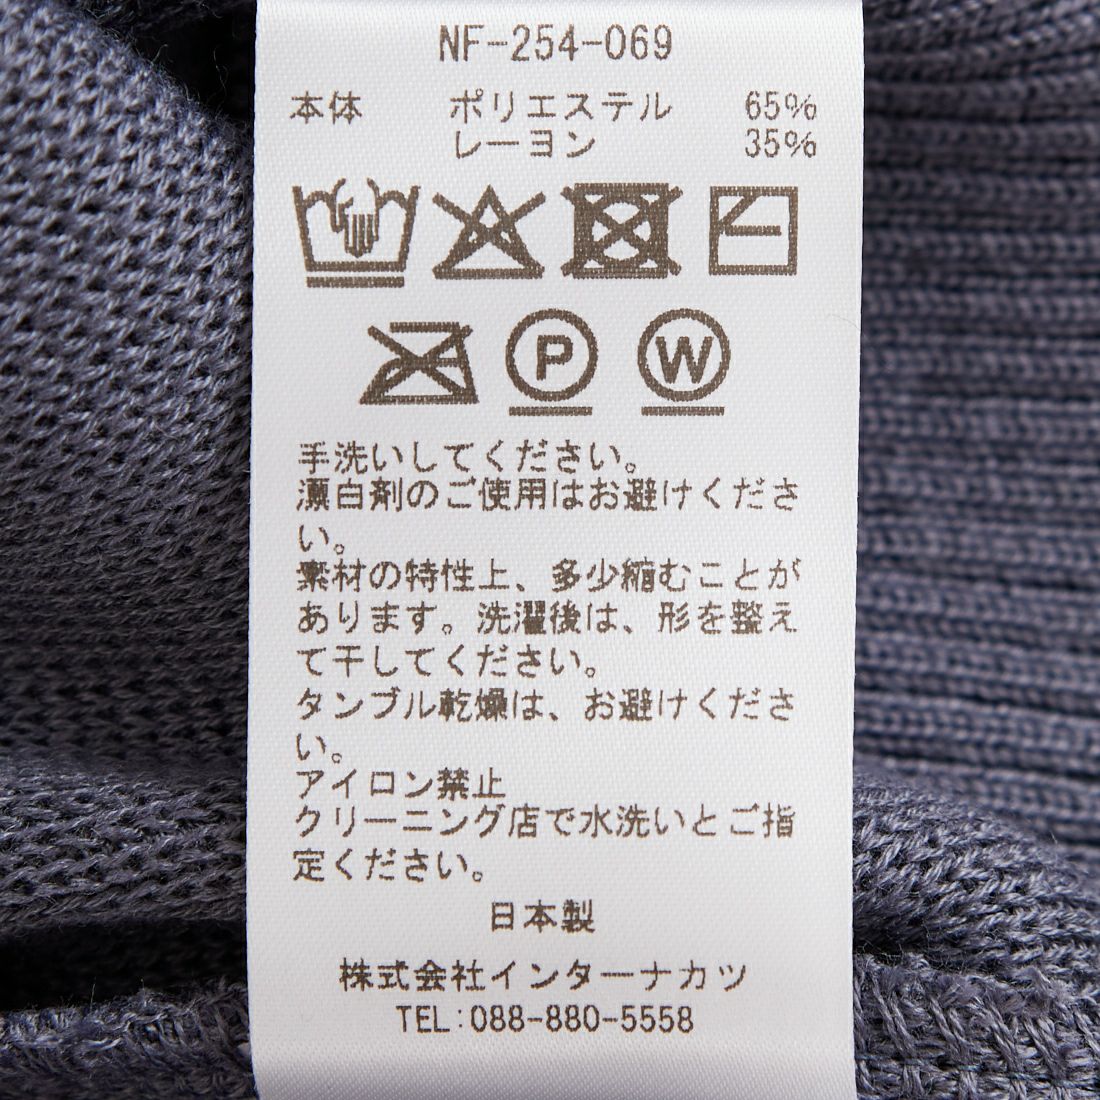 NF-254-069
本体 ポリエステル 65%
レーヨン 35%
P W
手洗いしてください。
漂白剤のご使用はお避けくださ
い。
素材の特性上、多少縮むことが
あります。洗濯後は、形を整え
て干してください。
タンブル乾燥は、お避けくださ
い。
アイロン禁止
クリーニング店で水洗いとご指
定ください。
日本製
株式会社インターナカツ
TEL:088-880-5558